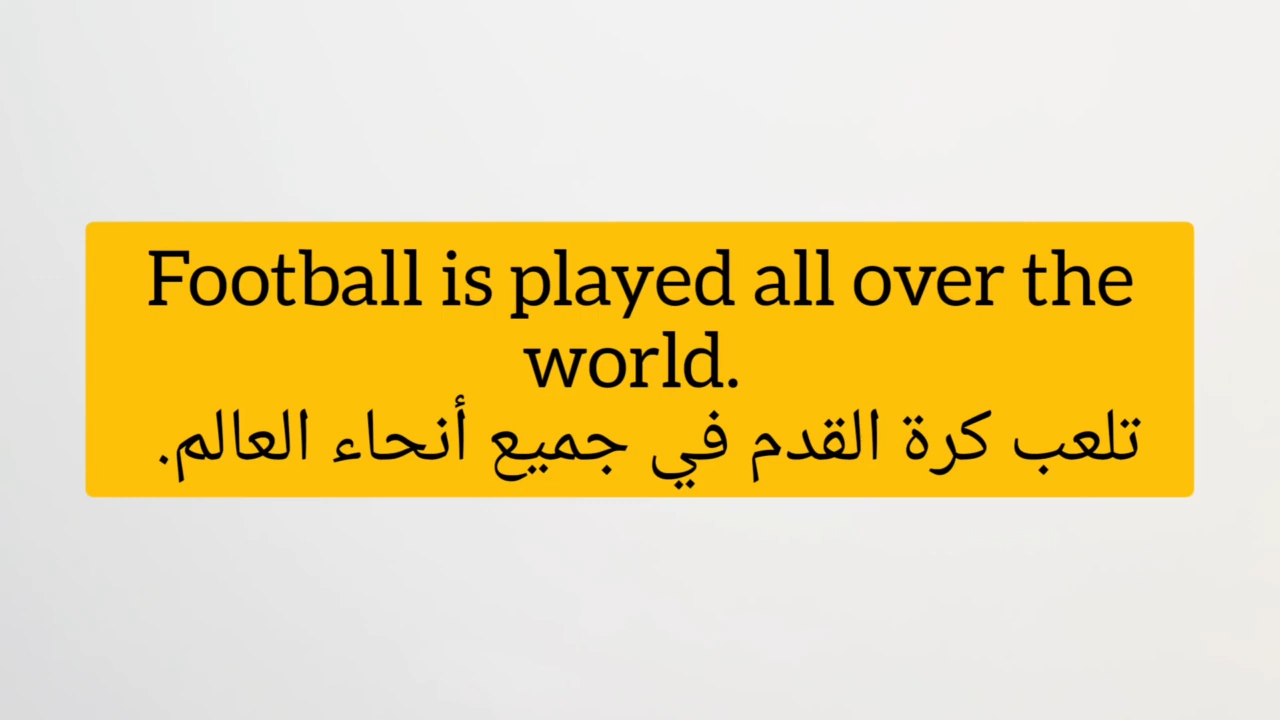 Football is played all over the
world.
تلعب كرة القدم في جميع أنحاء العالم.